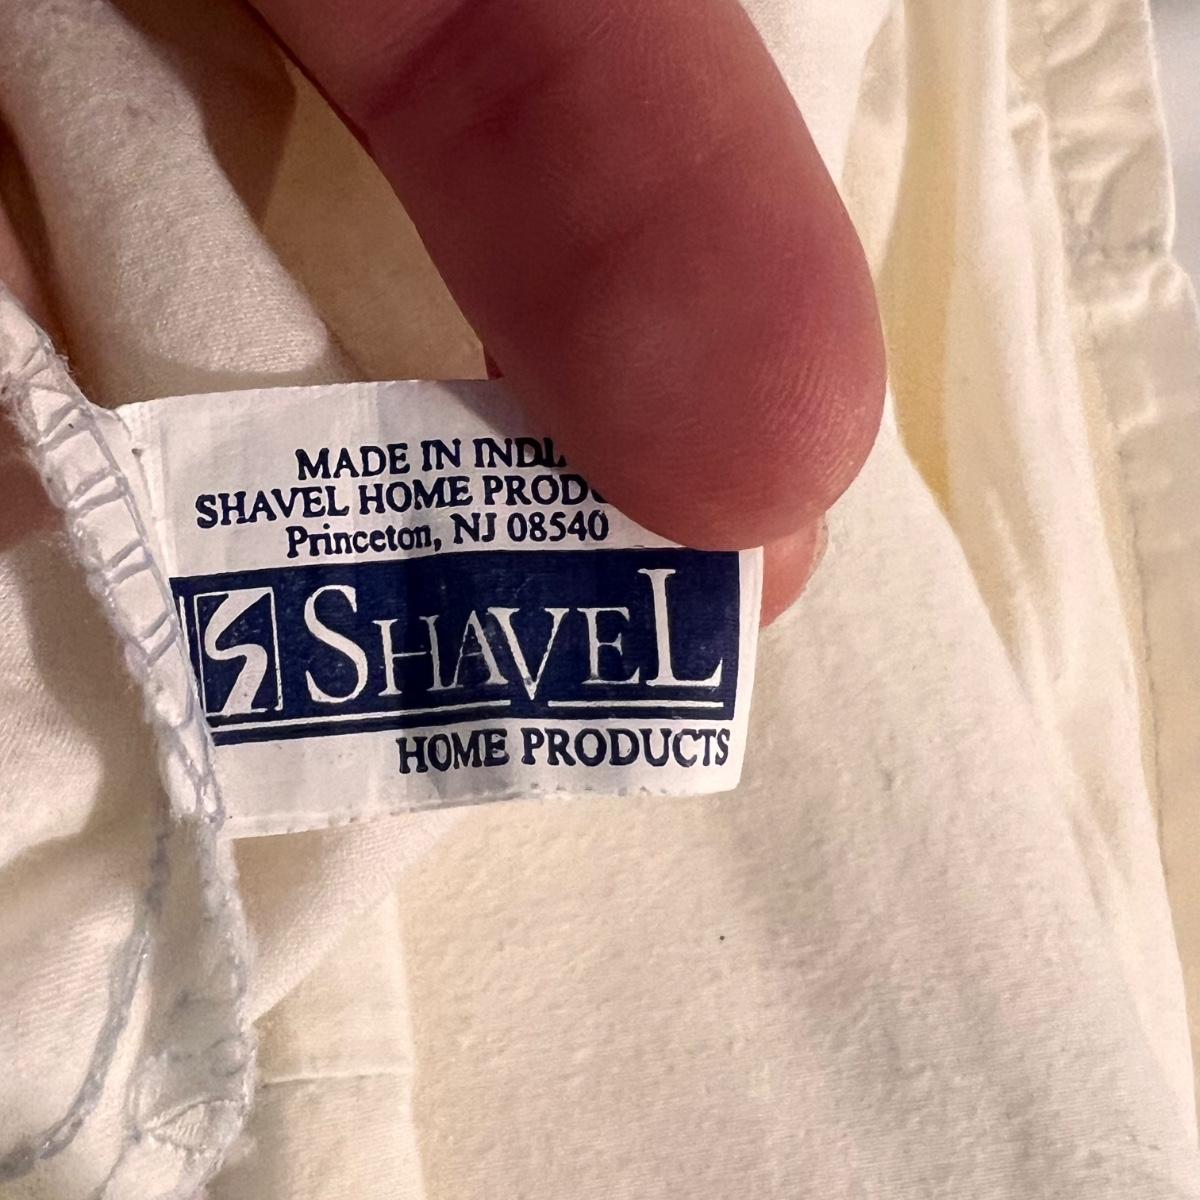 MADE IN
SHAVEL HOME
Princeton, NJ 08540
SHAVEL
HOME PRODUCTS